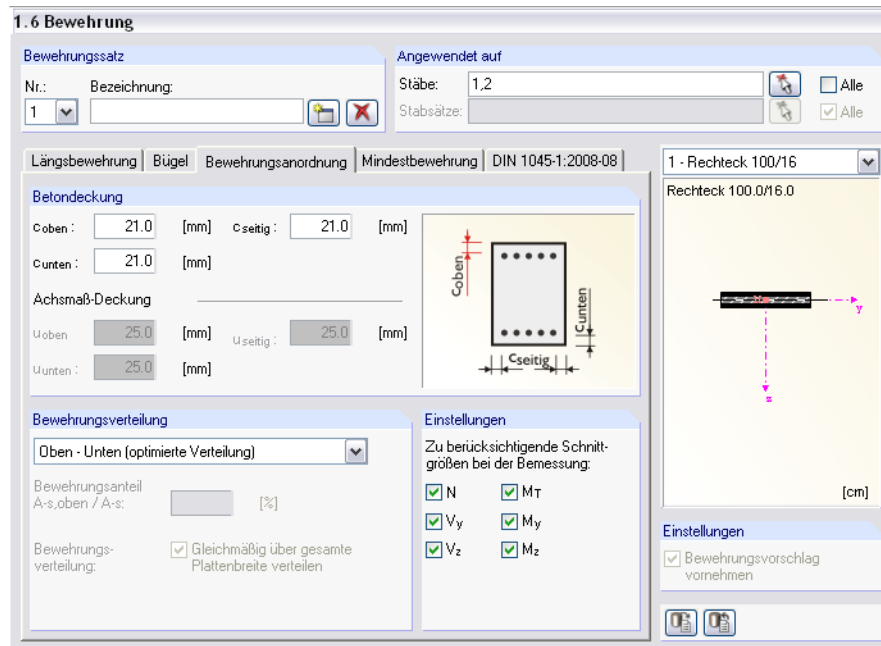 1.6 Bewehrung
Bewehrungssatz
Nr.: Bezeichnung:
1
Angewendet auf
Stäbe: 1,2 Alle
Stabsätze: Alle
Längsbewehrung Bügel Bewehrungsanordnung Mindestbewehrung DIN 1045-1:2008-08
Betondeckung
Coben : 21.0 [mm] Cseitig : 21.0 [mm]
Cunten : 21.0 [mm]
Achsmaß-Deckung
uoben 25.0 [mm] useitig : 25.0 [mm]
uunten : 25.0 [mm]
Coben
Cunten
Cseitig
Bewehrungsverteilung
Oben - Unten (optimierte Verteilung)
Bewehrungsanteil
A-s,oben / A-s: [%]
Bewehrungs-
verteilung:
Gleichmäßig über gesamte
Plattenbreite verteilen
Einstellungen
Zu berücksichtigende Schnitt-
größen bei der Bemessung:
N MT
Vy My
Vz Mz
1 - Rechteck 100/16
Rechteck 100.0/16.0
y
z
[cm]
Einstellungen
Bewehrungsvorschlag
vornehmen